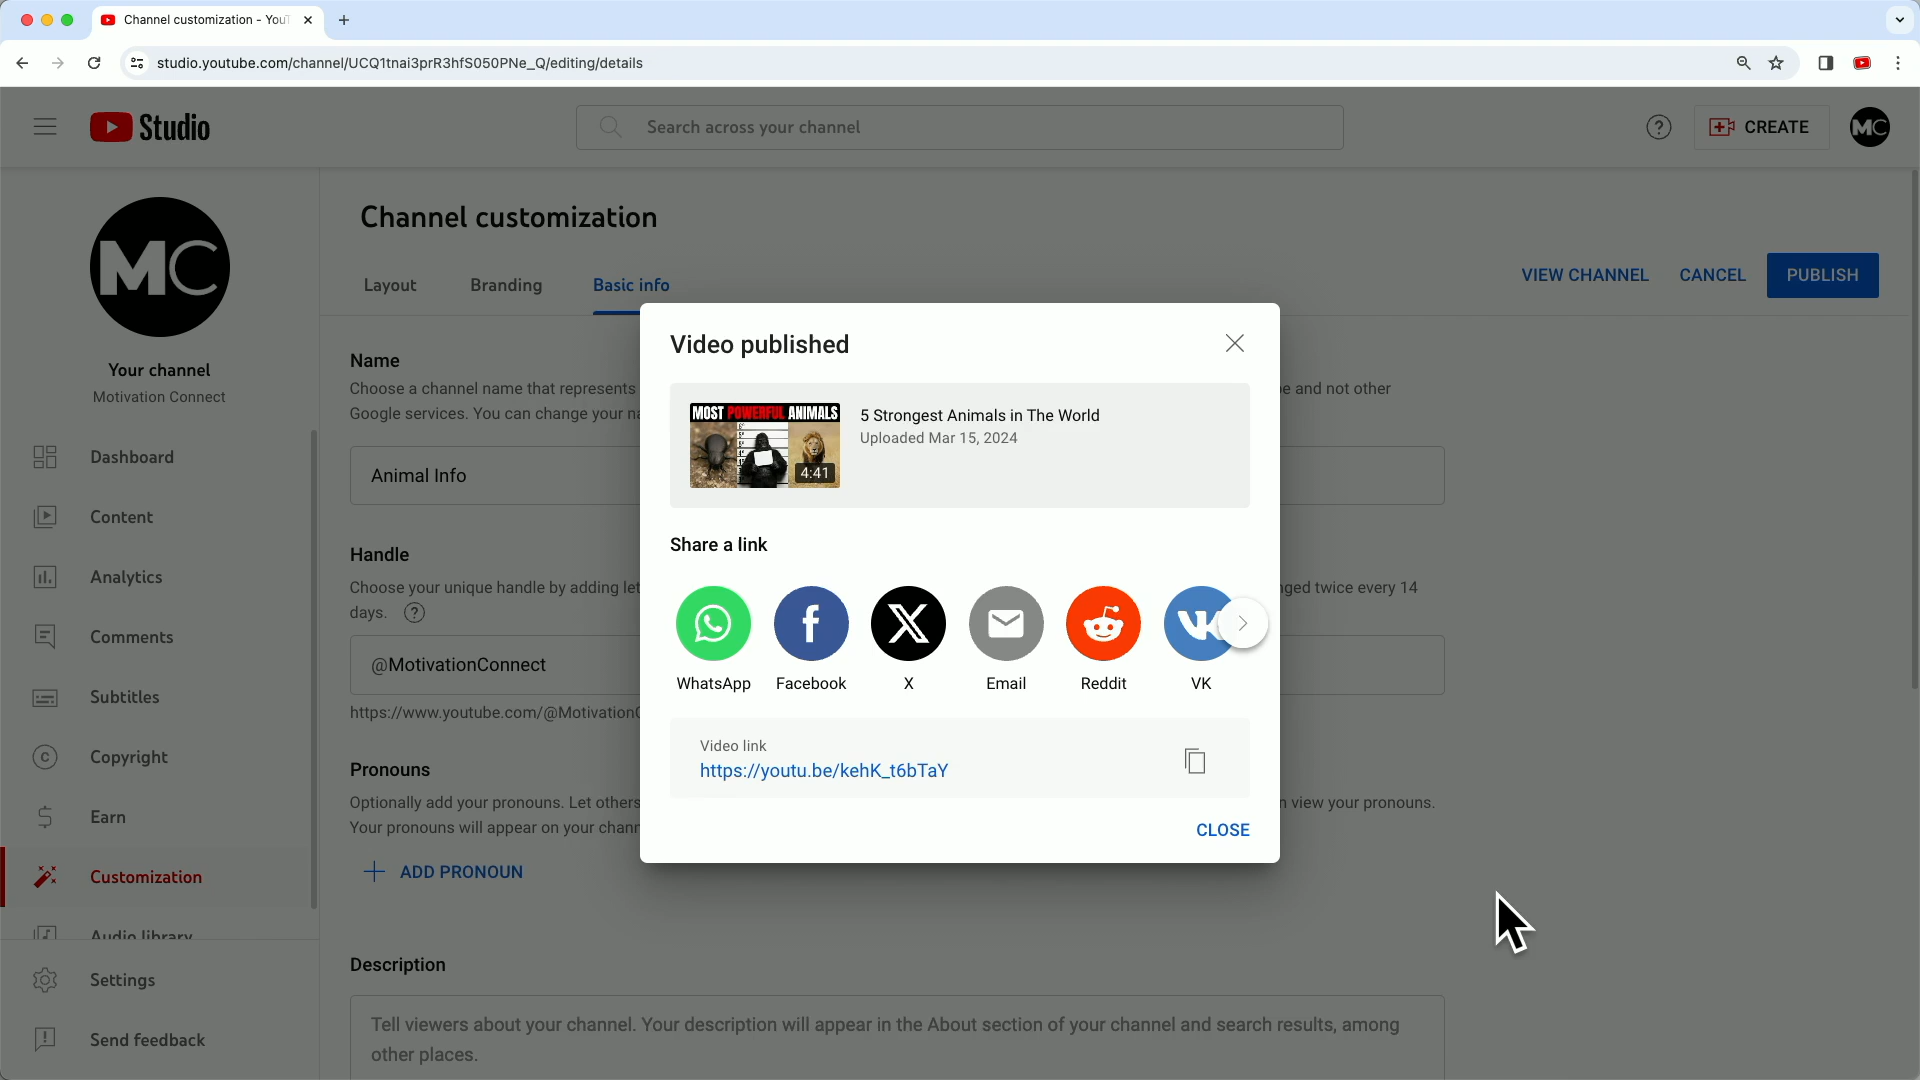 Channel customization - You
studio.youtube.com/channel/UCQ1tnai3prR3hfS050PNe_Q/editing/details
Studio
Search across your channel
CREATE
MC
MC
Your channel
Motivation Connect
Dashboard
Content
Analytics
Comments
Subtitles
Copyright
Earn
Customization
Audio library
Settings
Send feedback
Channel customization
Layout
Branding
Basic info
VIEW CHANNEL
CANCEL
PUBLISH
Name
Choose a channel name that represents
e and not other
Google services. You can change your na
Animal Info
Handle
Choose your unique handle by adding let
nged twice every 14
days.
@MotivationConnect
https://www.youtube.com/@MotivationC
Pronouns
Optionally add your pronouns. Let others
n view your pronouns.
Your pronouns will appear on your chann
ADD PRONOUN
Description
Tell viewers about your channel. Your description will appear in the About section of your channel and search results, among
other places.
Video published
MOST POWERFUL ANIMALS
4:41
5 Strongest Animals in The World
Uploaded Mar 15, 2024
Share a link
WhatsApp
Facebook
X
Email
Reddit
VK
Video link
https://youtu.be/kehK_t6bTaY
CLOSE